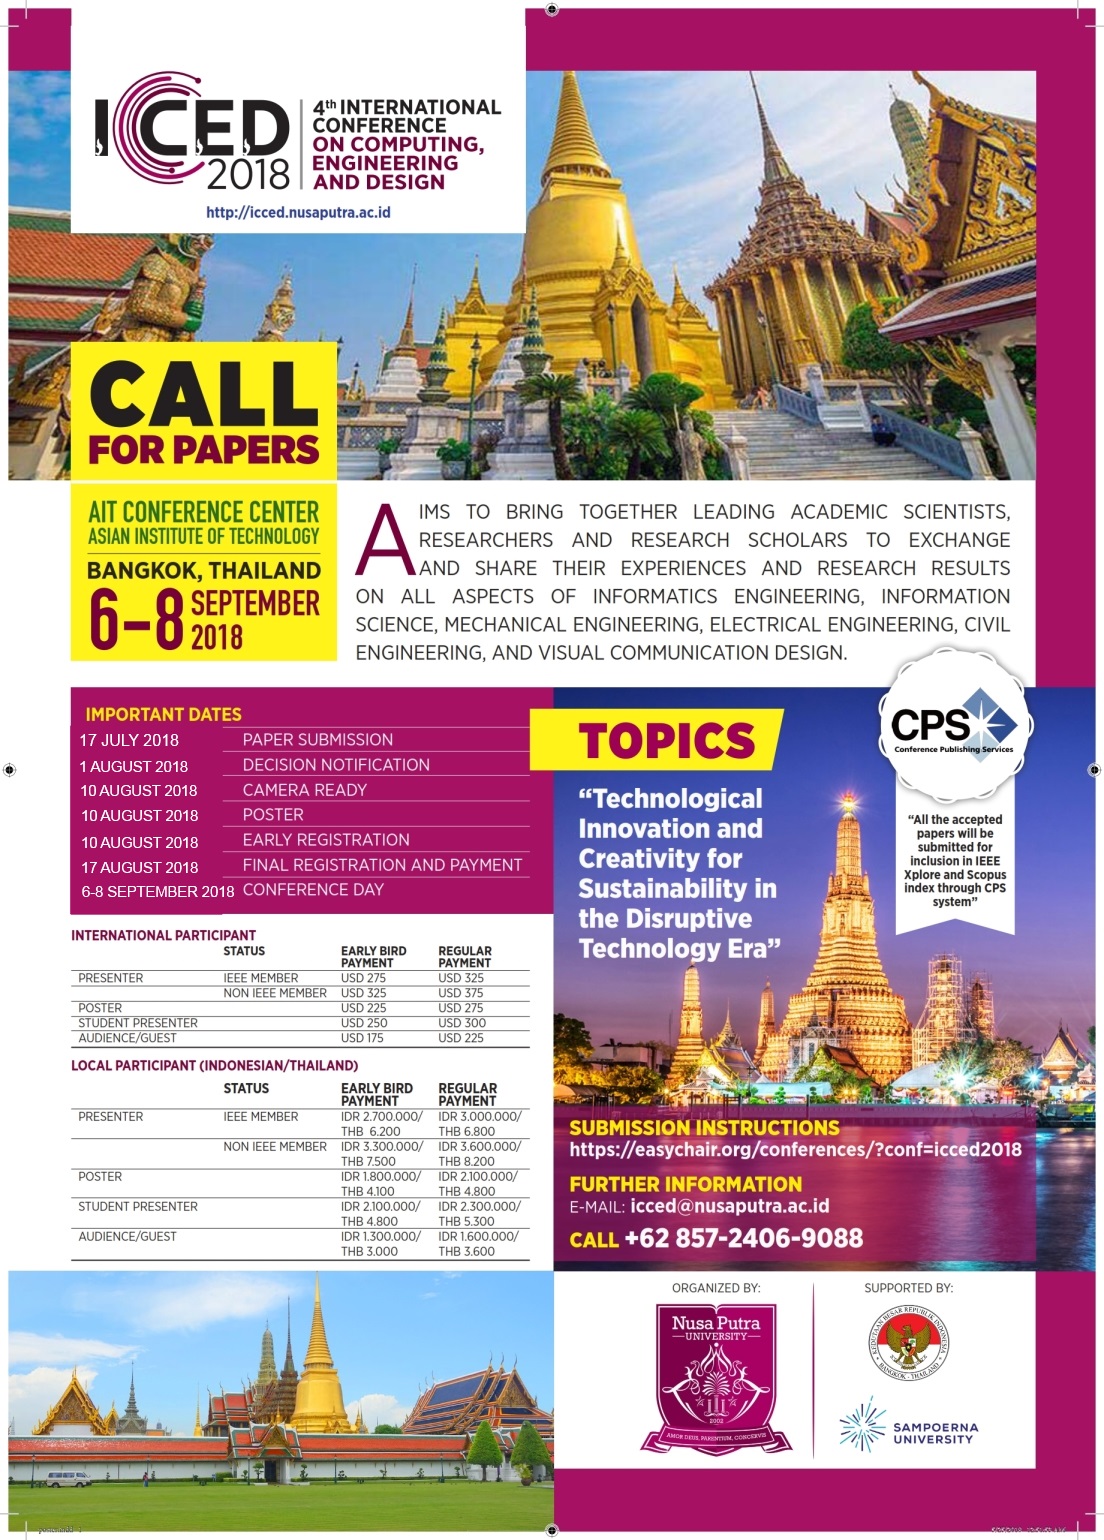 ICCED
2018
4th INTERNATIONAL
CONFERENCE
ON COMPUTING,
ENGINEERING
AND DESIGN
http://icced.nusaputra.ac.id
CALL
FOR PAPERS
AIT CONFERENCE CENTER
ASIAN INSTITUTE OF TECHNOLOGY
BANGKOK, THAILAND
6-8 SEPTEMBER
2018
AIMS TO BRING TOGETHER LEADING ACADEMIC SCIENTISTS,
RESEARCHERS AND RESEARCH SCHOLARS TO EXCHANGE
AND SHARE THEIR EXPERIENCES AND RESEARCH RESULTS
ON ALL ASPECTS OF INFORMATICS ENGINEERING, INFORMATION
SCIENCE, MECHANICAL ENGINEERING, ELECTRICAL ENGINEERING, CIVIL
ENGINEERING, AND VISUAL COMMUNICATION DESIGN.
IMPORTANT DATES
17 JULY 2018 PAPER SUBMISSION
1 AUGUST 2018 DECISION NOTIFICATION
10 AUGUST 2018 CAMERA READY
10 AUGUST 2018 POSTER
10 AUGUST 2018 EARLY REGISTRATION
17 AUGUST 2018 FINAL REGISTRATION AND PAYMENT
6-8 SEPTEMBER 2018 CONFERENCE DAY
INTERNATIONAL PARTICIPANT
STATUS EARLY BIRD REGULAR
PAYMENT PAYMENT
PRESENTER IEEE MEMBER USD 275 USD 325
NON IEEE MEMBER USD 325 USD 375
POSTER USD 225 USD 275
STUDENT PRESENTER USD 250 USD 300
AUDIENCE/GUEST USD 175 USD 225
LOCAL PARTICIPANT (INDONESIAN/THAILAND)
STATUS EARLY BIRD REGULAR
PAYMENT PAYMENT
PRESENTER IEEE MEMBER IDR 2.700.000/ IDR 3.000.000/
THB 6.200 THB 6.800
NON IEEE MEMBER IDR 3.300.000/ IDR 3.600.000/
THB 7.500 THB 8.200
POSTER IDR 1.800.000/ IDR 2.100.000/
THB 4.100 THB 4.800
STUDENT PRESENTER IDR 2.100.000/ IDR 2.300.000/
THB 4.800 THB 5.300
AUDIENCE/GUEST IDR 1.300.000/ IDR 1.600.000/
THB 3.000 THB 3.600
TOPICS
“Technological
Innovation and
Creativity for
Sustainability in
the Disruptive
Technology Era”
CPS
Conference Publishing Services
“All the accepted
papers will be
submitted for
inclusion in IEEE
Xplore and Scopus
index through CPS
system”
SUBMISSION INSTRUCTIONS
https://easychair.org/conferences/?conf=icced2018
FURTHER INFORMATION
E-MAIL: icced@nusaputra.ac.id
CALL +62 857-2406-9088
ORGANIZED BY:
Nusa Putra
UNIVERSITY
2002
AMOR DEUS, PARENTIUM, CONCERVIS
SUPPORTED BY:
KEDUTAAN BESAR REPUBLIK INDONESIA
BANGKOK - THAILAND
SAMPOERNA
UNIVERSITY